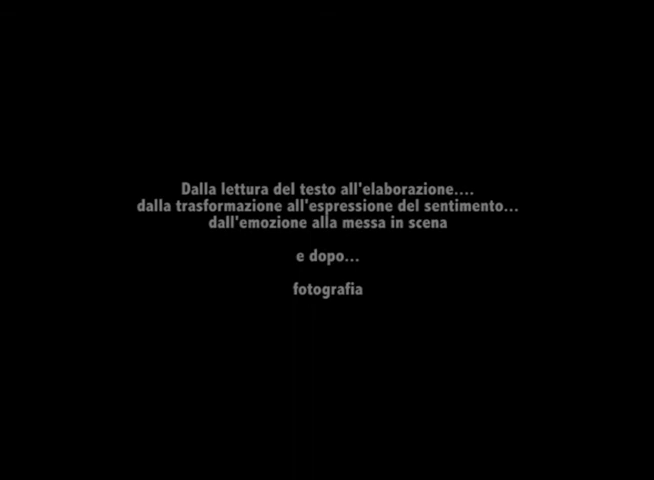 Dalla lettura del testo all'elaborazione....
dalla trasformazione all'espressione del sentimento...
dall'emozione alla messa in scena
e dopo...
fotografia